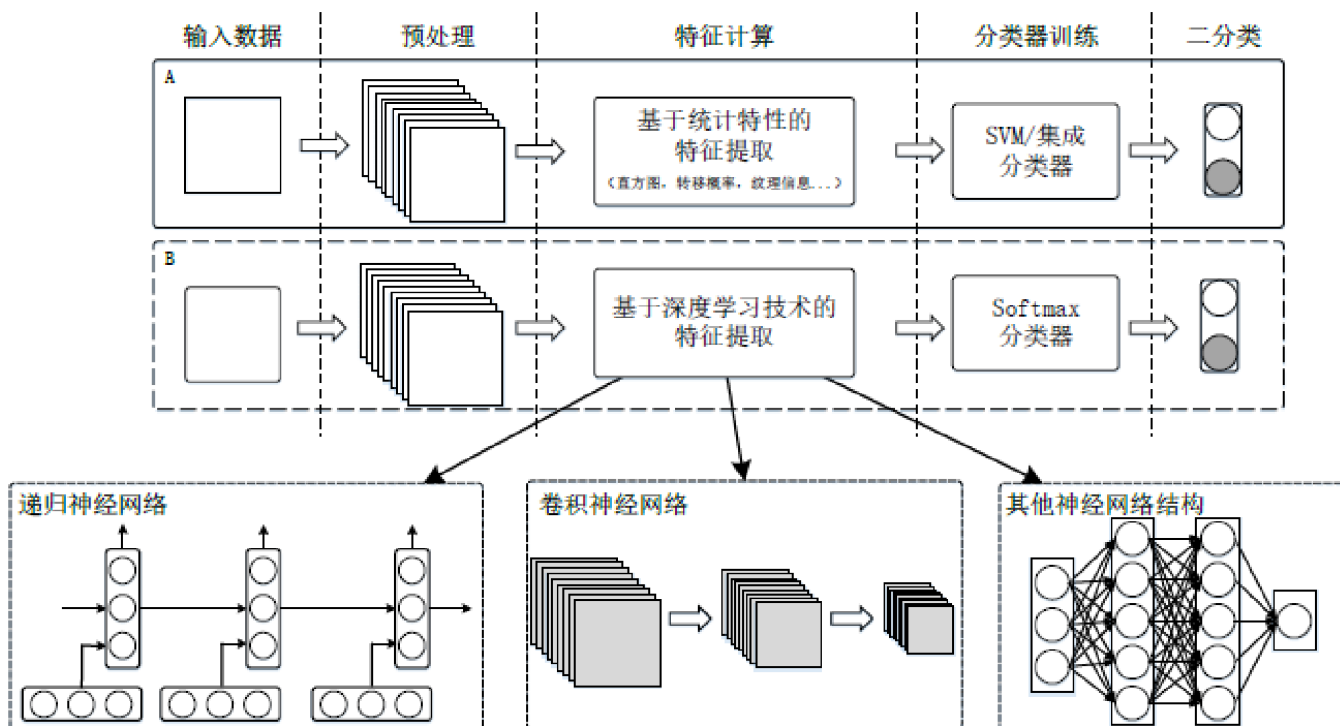 输入数据 预处理 特征计算 分类器训练 二分类
A
基于统计特性的
特征提取
(直方图, 转移概率, 纹理信息...)
SVM/集成
分类器
B
基于深度学习技术的
特征提取
Softmax
分类器
递归神经网络
卷积神经网络
其他神经网络结构